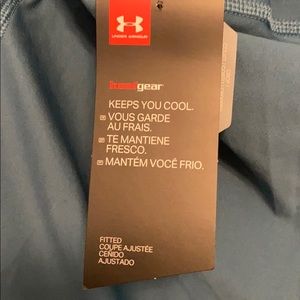 UNDER ARMOUR
heatgear
KEEPS YOU COOL.
VOUS GARDE
AU FRAIS.
TE MANTIENE
FRESCO.
MANTÉM VOCÊ FRIO.
FITTED
COUPE AJUSTÉE
CEÑIDO
AJUSTADO